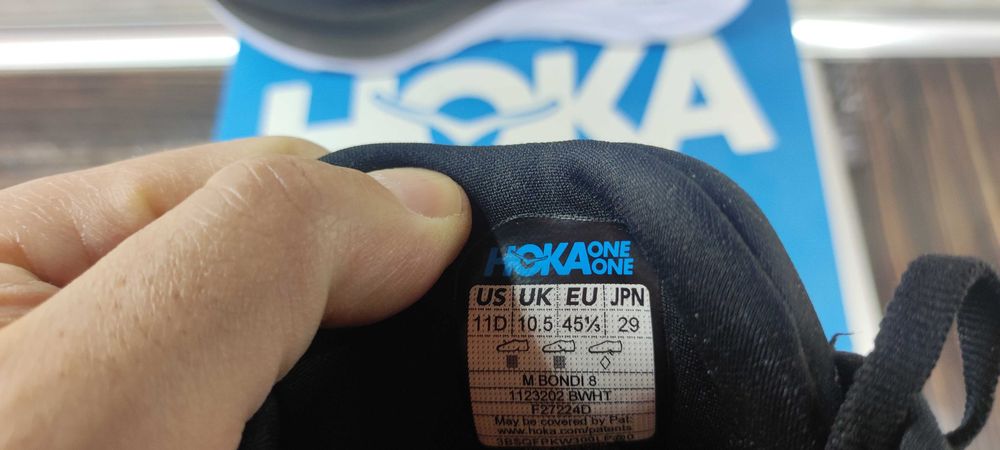 HOKA
HOKA ONE ONE
US UK EU JPN
11D 10.5 45⅓ 29
M BONDI 8
1123202 BWHT
F27224D
May be covered by Pat.
www.hoka.com/patents